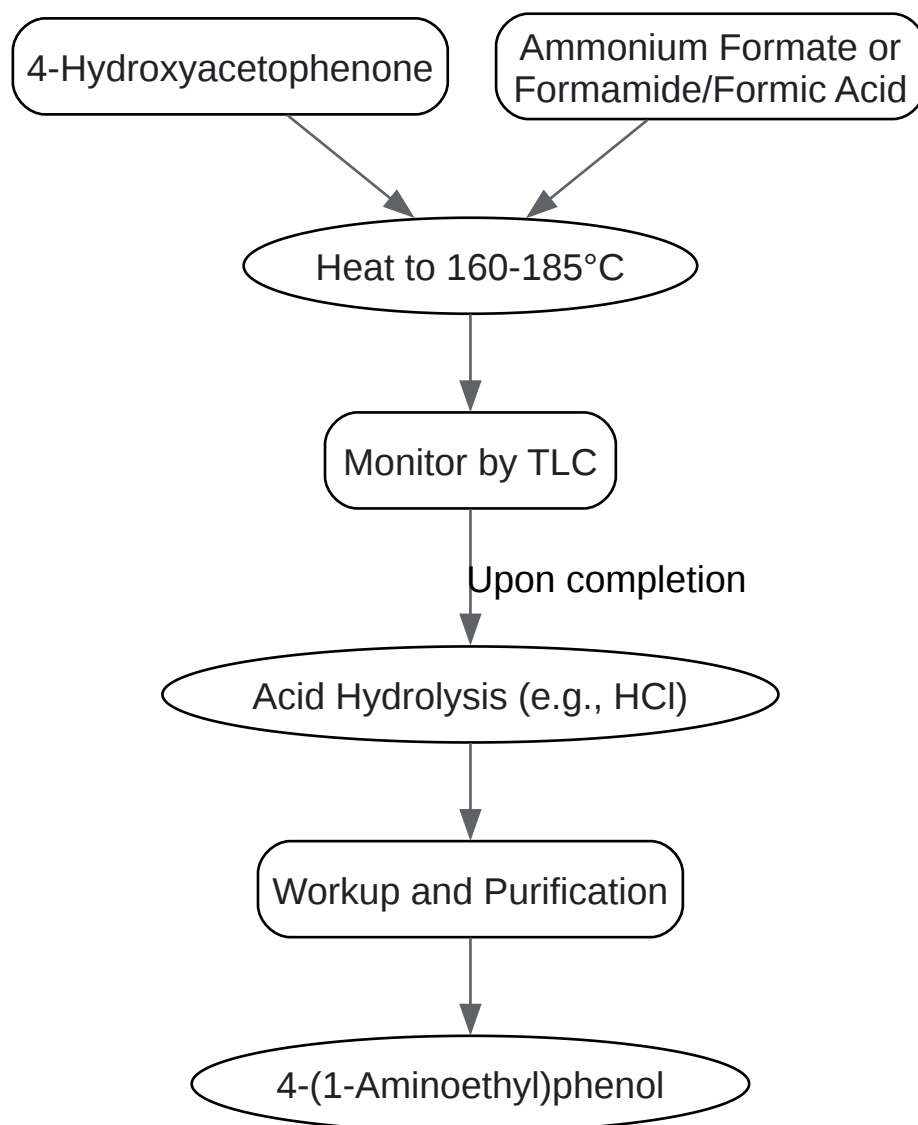 4-Hydroxyacetophenone
Ammonium Formate or
Formamide/Formic Acid
Heat to 160-185°C
Monitor by TLC
Upon completion
Acid Hydrolysis (e.g., HCl)
Workup and Purification
4-(1-Aminoethyl)phenol